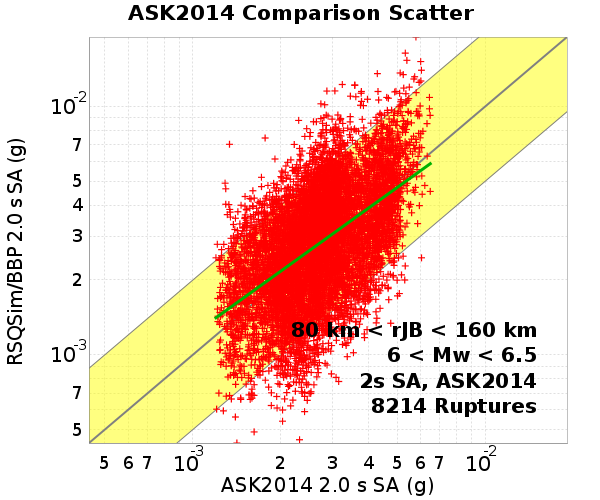 ASK2014 Comparison Scatter
RSQSim/BBP 2.0 s SA (g)
10-2
7
5
4
3
2
10-3
7
5
80 km < rJB < 160 km
6 < Mw < 6.5
2s SA, ASK2014
8214 Ruptures
5 6 7 10-3 2 3 4 5 6 7 10-2
ASK2014 2.0 s SA (g)